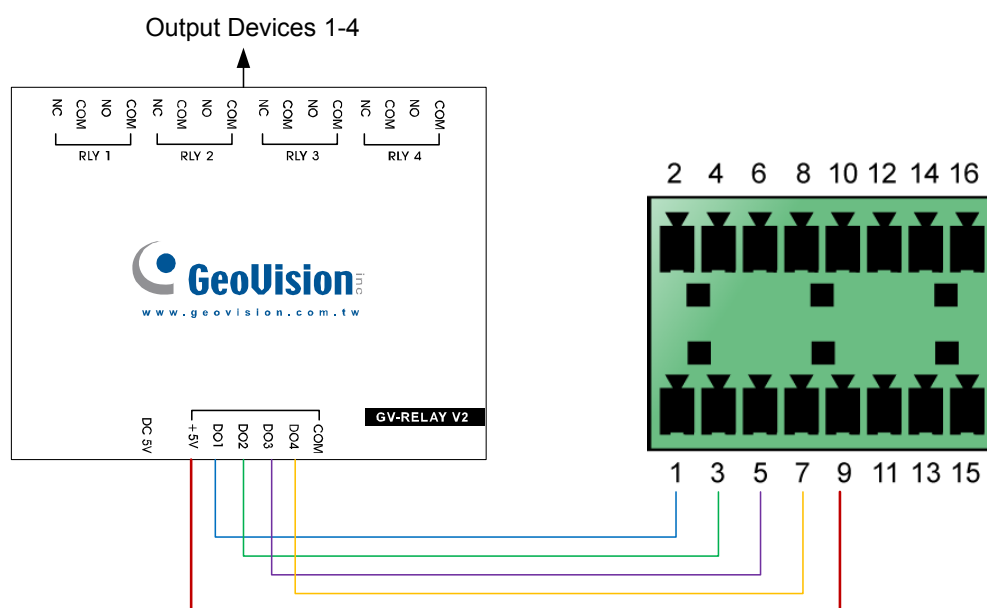 Output Devices 1-4
NC COM NO COM NC COM NO COM NC COM NO COM NC COM NO COM
RLY 1 RLY 2 RLY 3 RLY 4
GeoVision inc
www.geovision.com.tw
GV-RELAY V2
DC 5V +5V DO1 DO2 DO3 DO4 COM
2 4 6 8 10 12 14 16
1 3 5 7 9 11 13 15